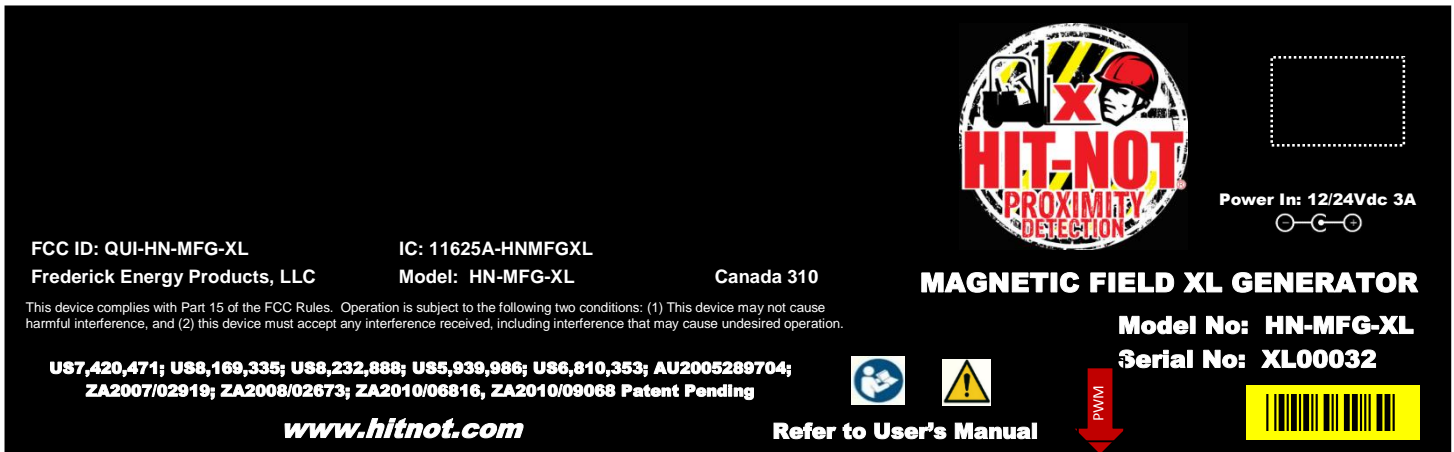 X
HIT-NOT®
PROXIMITY
DETECTION
Power In: 12/24Vdc 3A
FCC ID: QUI-HN-MFG-XL IC: 11625A-HNMFGXL
Frederick Energy Products, LLC Model: HN-MFG-XL Canada 310
MAGNETIC FIELD XL GENERATOR
This device complies with Part 15 of the FCC Rules. Operation is subject to the following two conditions: (1) This device may not cause
harmful interference, and (2) this device must accept any interference received, including interference that may cause undesired operation.
Model No: HN-MFG-XL
Serial No: XL00032
US7,420,471; US8,169,335; US8,232,888; US5,939,986; US6,810,353; AU2005289704;
ZA2007/02919; ZA2008/02673; ZA2010/06816, ZA2010/09068 Patent Pending
PWM
www.hitnot.com
Refer to User's Manual